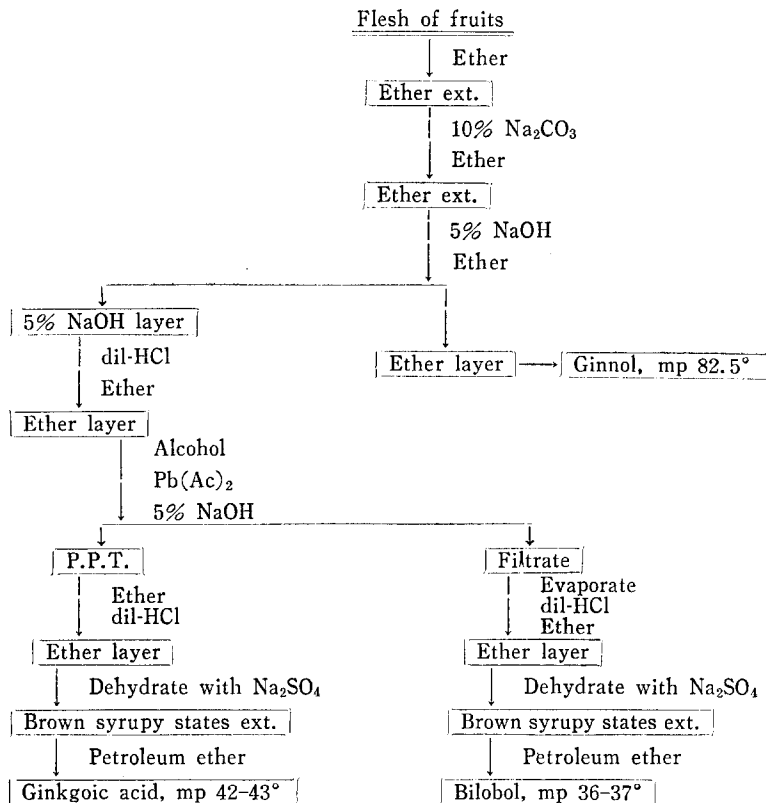 Flesh of fruits
Ether
Ether ext.
10% Na₂CO₃
Ether
Ether ext.
5% NaOH
Ether
5% NaOH layer
Ether layer
Ginnol, mp 82.5°
dil-HCl
Ether
Ether layer
Alcohol
Pb(Ac)₂
5% NaOH
P.P.T.
Filtrate
Ether
dil-HCl
Evaporate
dil-HCl
Ether
Ether layer
Ether layer
Dehydrate with Na₂SO₄
Dehydrate with Na₂SO₄
Brown syrupy states ext.
Brown syrupy states ext.
Petroleum ether
Petroleum ether
Ginkgoic acid, mp 42–43°
Bilobol, mp 36–37°